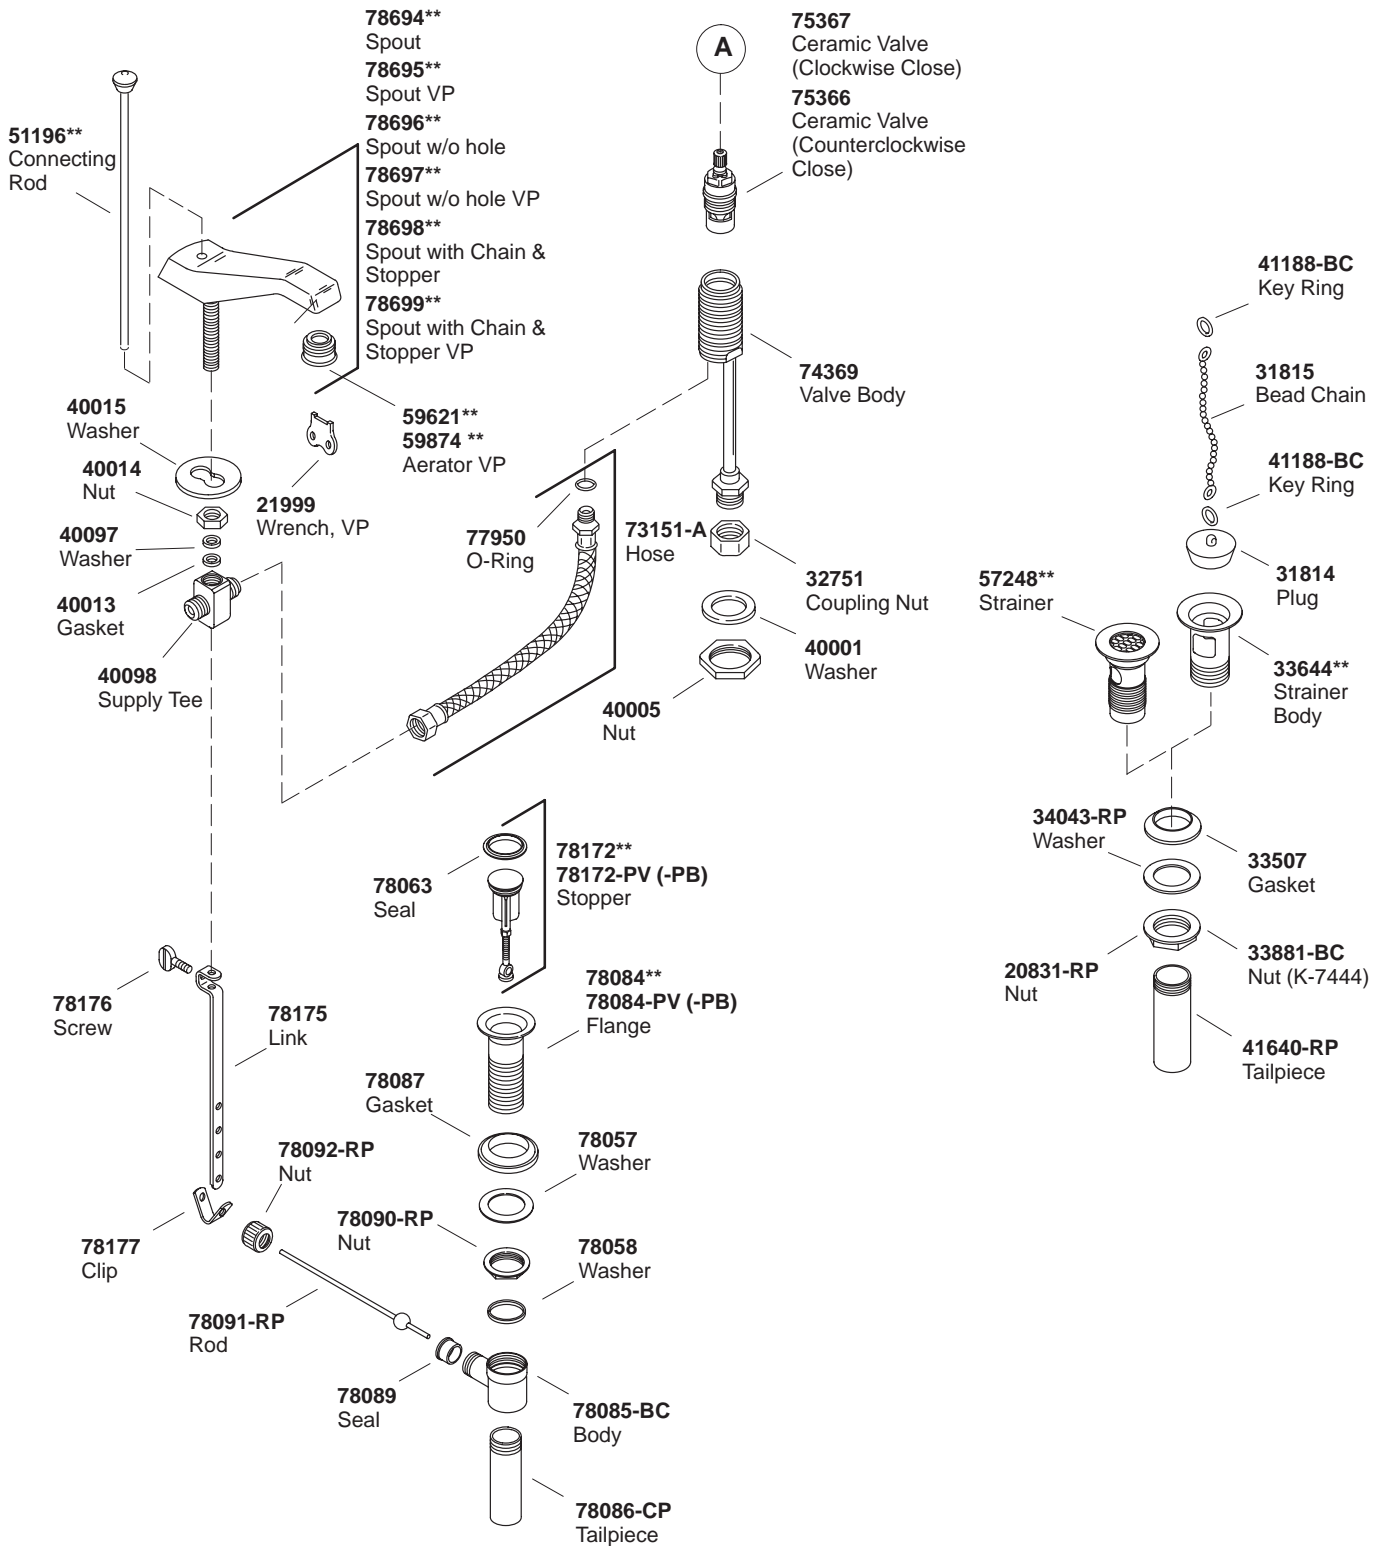 78694**
Spout
78695**
Spout VP
78696**
Spout w/o hole
78697**
Spout w/o hole VP
78698**
Spout with Chain &
Stopper
78699**
Spout with Chain &
Stopper VP
A
75367
Ceramic Valve
(Clockwise Close)
75366
Ceramic Valve
(Counterclockwise
Close)
51196**
Connecting
Rod
41188-BC
Key Ring
31815
Bead Chain
41188-BC
Key Ring
31814
Plug
74369
Valve Body
40015
Washer
40014
Nut
40097
Washer
40013
Gasket
40098
Supply Tee
21999
Wrench, VP
59621**
59874 **
Aerator VP
77950
O-Ring
73151-A
Hose
32751
Coupling Nut
40001
Washer
40005
Nut
57248**
Strainer
33644**
Strainer
Body
34043-RP
Washer
33507
Gasket
20831-RP
Nut
33881-BC
Nut (K-7444)
41640-RP
Tailpiece
78063
Seal
78172**
78172-PV (-PB)
Stopper
78084**
78084-PV (-PB)
Flange
78176
Screw
78175
Link
78087
Gasket
78057
Washer
78092-RP
Nut
78090-RP
Nut
78058
Washer
78177
Clip
78091-RP
Rod
78089
Seal
78085-BC
Body
78086-CP
Tailpiece